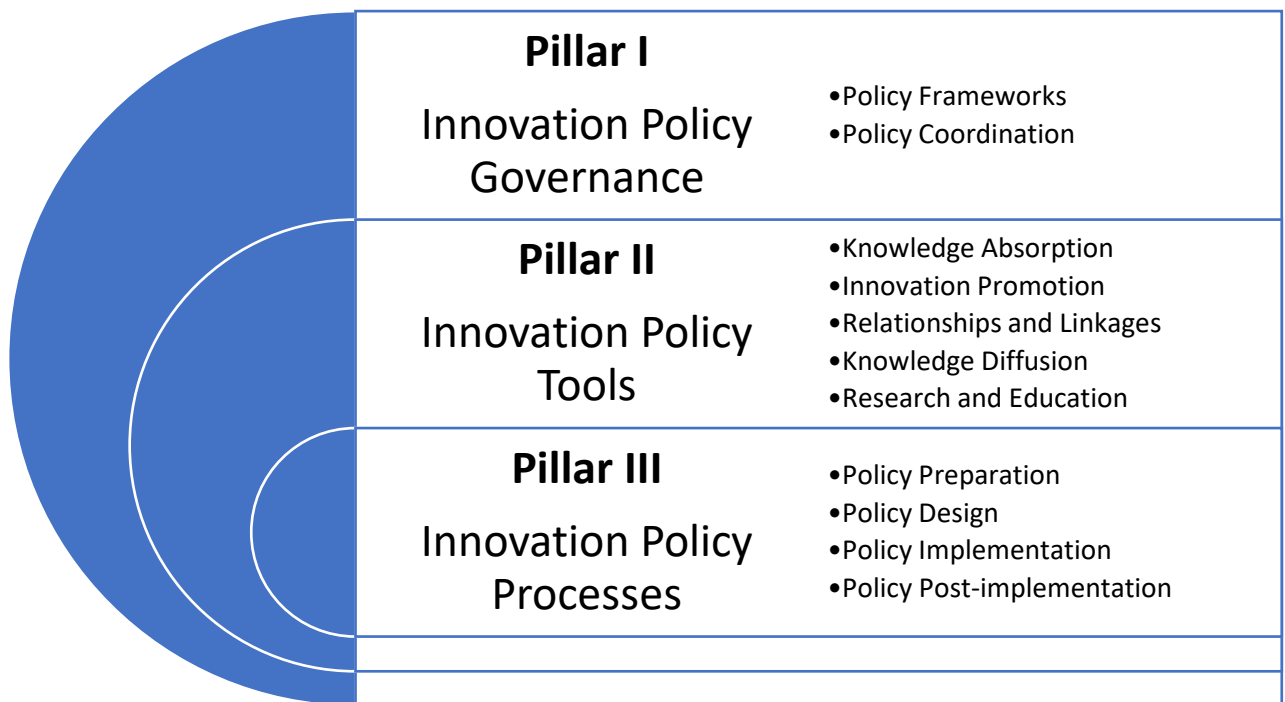 Pillar I
Innovation Policy
Governance
•Policy Frameworks
•Policy Coordination
Pillar II
Innovation Policy
Tools
•Knowledge Absorption
•Innovation Promotion
•Relationships and Linkages
•Knowledge Diffusion
•Research and Education
Pillar III
Innovation Policy
Processes
•Policy Preparation
•Policy Design
•Policy Implementation
•Policy Post-implementation